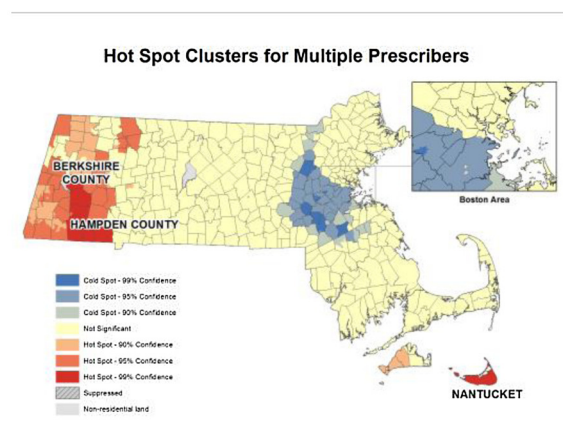 Hot Spot Clusters for Multiple Prescribers
BERKSHIRE
COUNTY
HAMPDEN COUNTY
Boston Area
Cold Spot - 99% Confidence
Cold Spot - 95% Confidence
Cold Spot - 90% Confidence
Not Significant
Hot Spot - 90% Confidence
Hot Spot - 95% Confidence
Hot Spot - 99% Confidence
Suppressed
Non-residential land
NANTUCKET